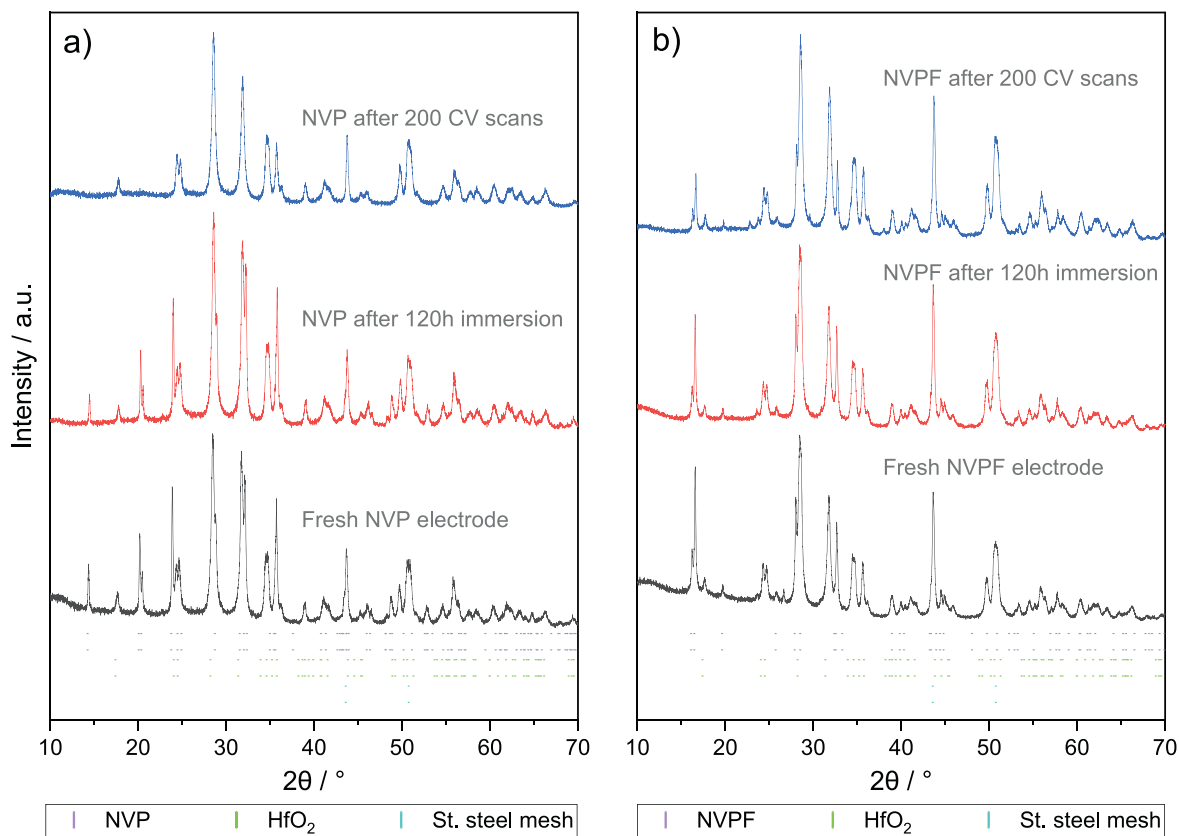 a)
NVP after 200 CV scans
NVP after 120h immersion
Fresh NVP electrode
Intensity / a.u.
10 20 30 40 50 60 70
2θ / °
NVP HfO₂ St. steel mesh
b)
NVPF after 200 CV scans
NVPF after 120h immersion
Fresh NVPF electrode
10 20 30 40 50 60 70
2θ / °
NVPF HfO₂ St. steel mesh